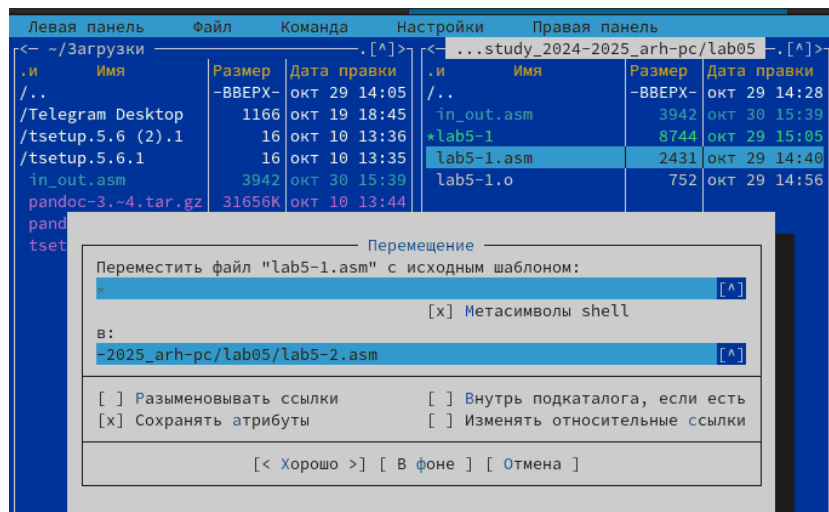 Левая панель Файл Команда Настройки Правая панель
<— ~/Загрузки .[^]> <— ...study_2024-2025_arh-pc/lab05 .[^]>
.и Имя Размер Дата правки .и Имя Размер Дата правки
/.. -ВВЕРХ- окт 29 14:05 /.. -ВВЕРХ- окт 29 14:28
/Telegram Desktop 1166 окт 19 18:45 in_out.asm 3942 окт 30 15:39
/tsetup.5.6 (2).1 16 окт 10 13:36 *lab5-1 8744 окт 29 15:05
/tsetup.5.6.1 16 окт 10 13:35 lab5-1.asm 2431 окт 29 14:40
in_out.asm 3942 окт 30 15:39 lab5-1.o 752 окт 29 14:56
pandoc-3.~4.tar.gz 31656K окт 10 13:44
pand
tset
Перемещение
Переместить файл "lab5-1.asm" с исходным шаблоном:
* [^]
[x] Метасимволы shell
в:
-2025_arh-pc/lab05/lab5-2.asm [^]
[ ] Разыменовывать ссылки [ ] Внутрь подкаталога, если есть
[x] Сохранять атрибуты [ ] Изменять относительные ссылки
[< Хорошо >] [ В фоне ] [ Отмена ]